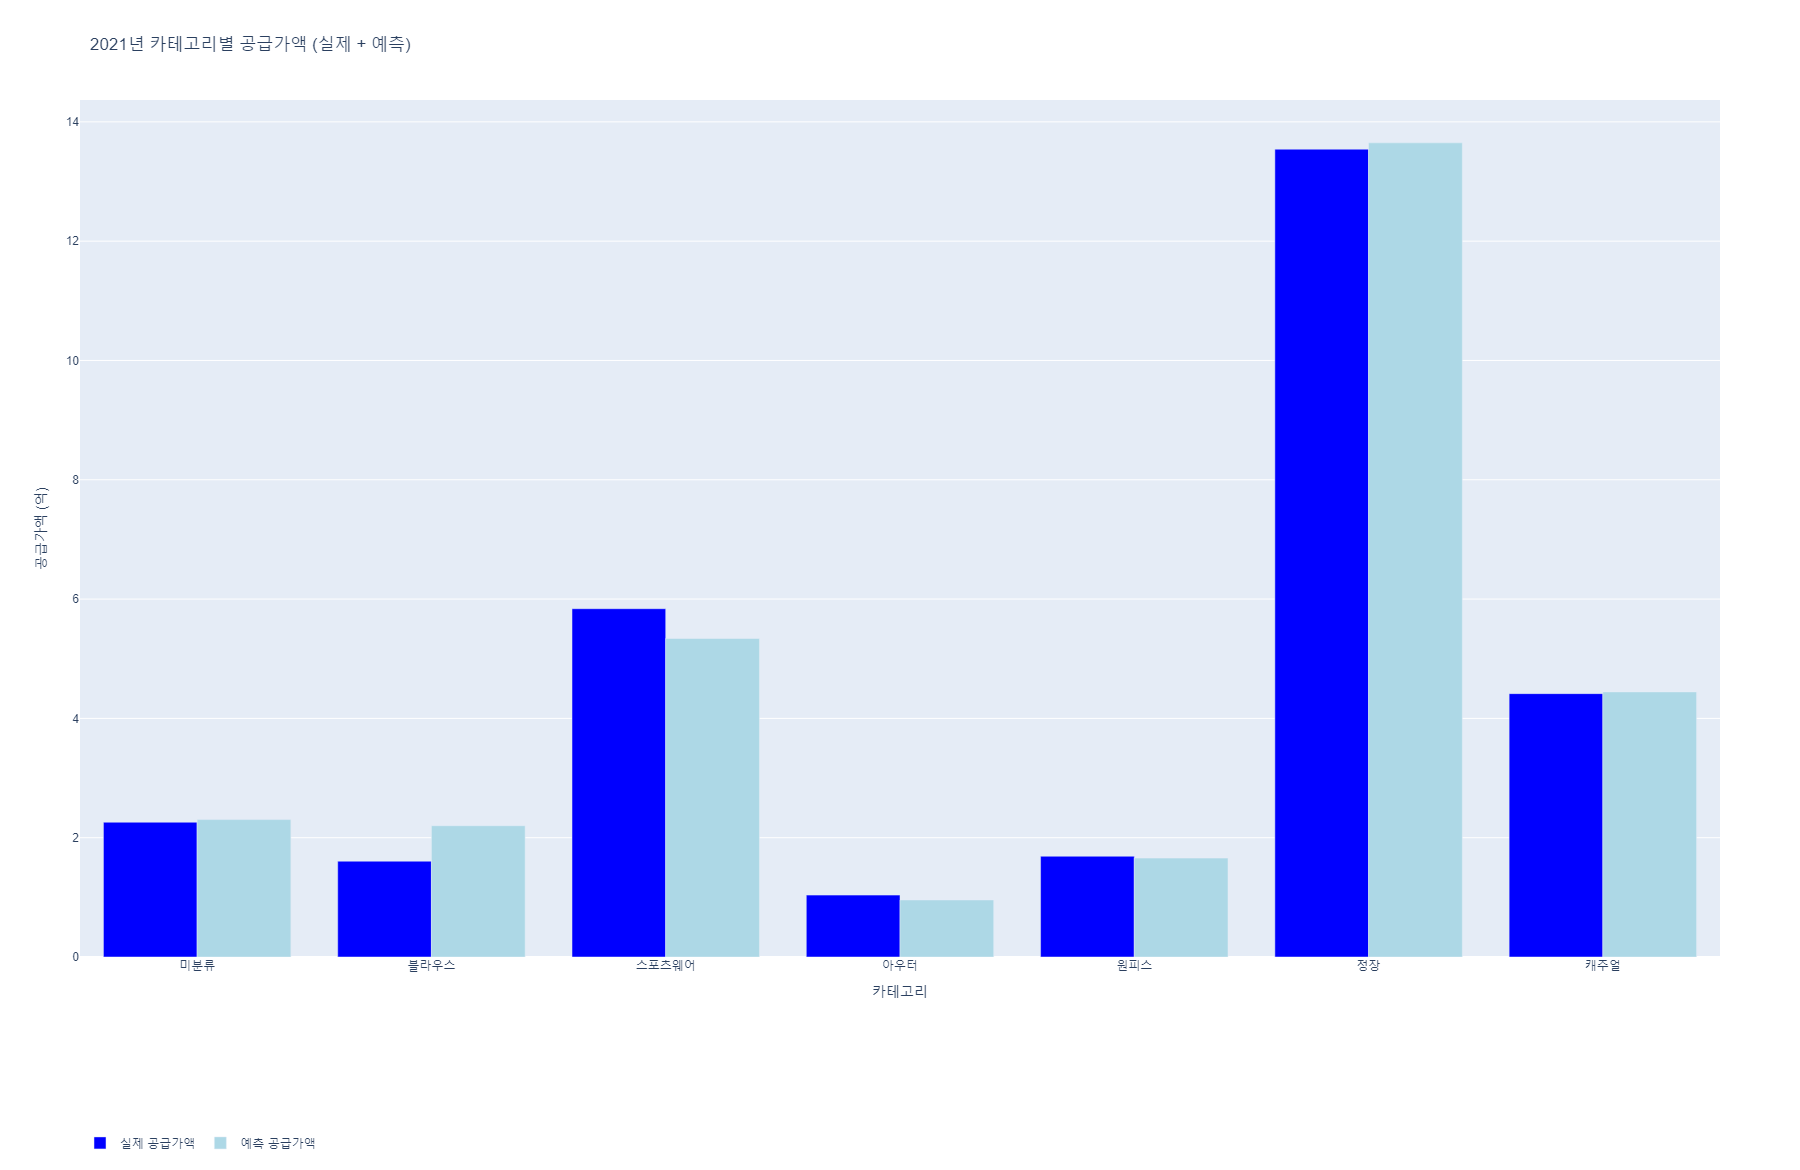 2021년 카테고리별 공급가액 (실제 + 예측)
14
12
10
8
6
4
2
0
공급가액 (억)
미분류 블라우스 스포츠웨어 아우터 원피스 정장 캐주얼
카테고리
실제 공급가액 예측 공급가액